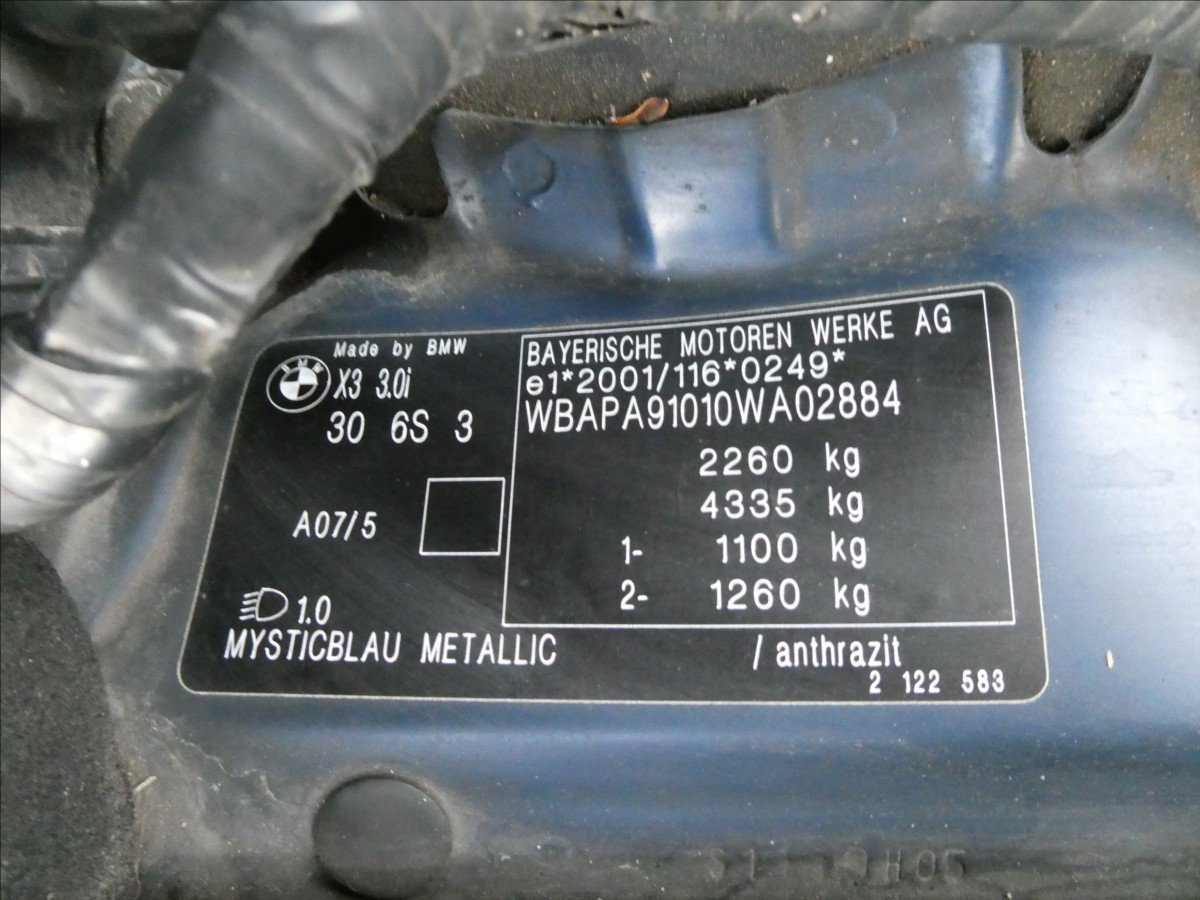 Made by BMW
BMW
X3 3.0i
30 6S 3
A07/5
1.0
MYSTICBLAU METALLIC
BAYERISCHE MOTOREN WERKE AG
e1*2001/116*0249*
WBAPA91010WA02884
2260 kg
4335 kg
1- 1100 kg
2- 1260 kg
/ anthrazit
2 122 583